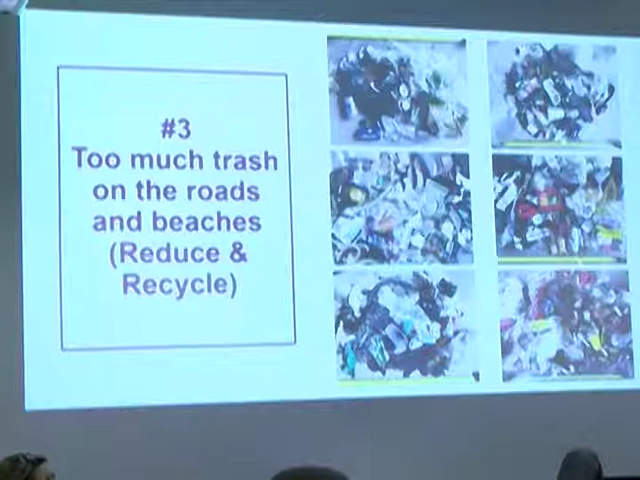 #3
Too much trash
on the roads
and beaches
(Reduce &
Recycle)